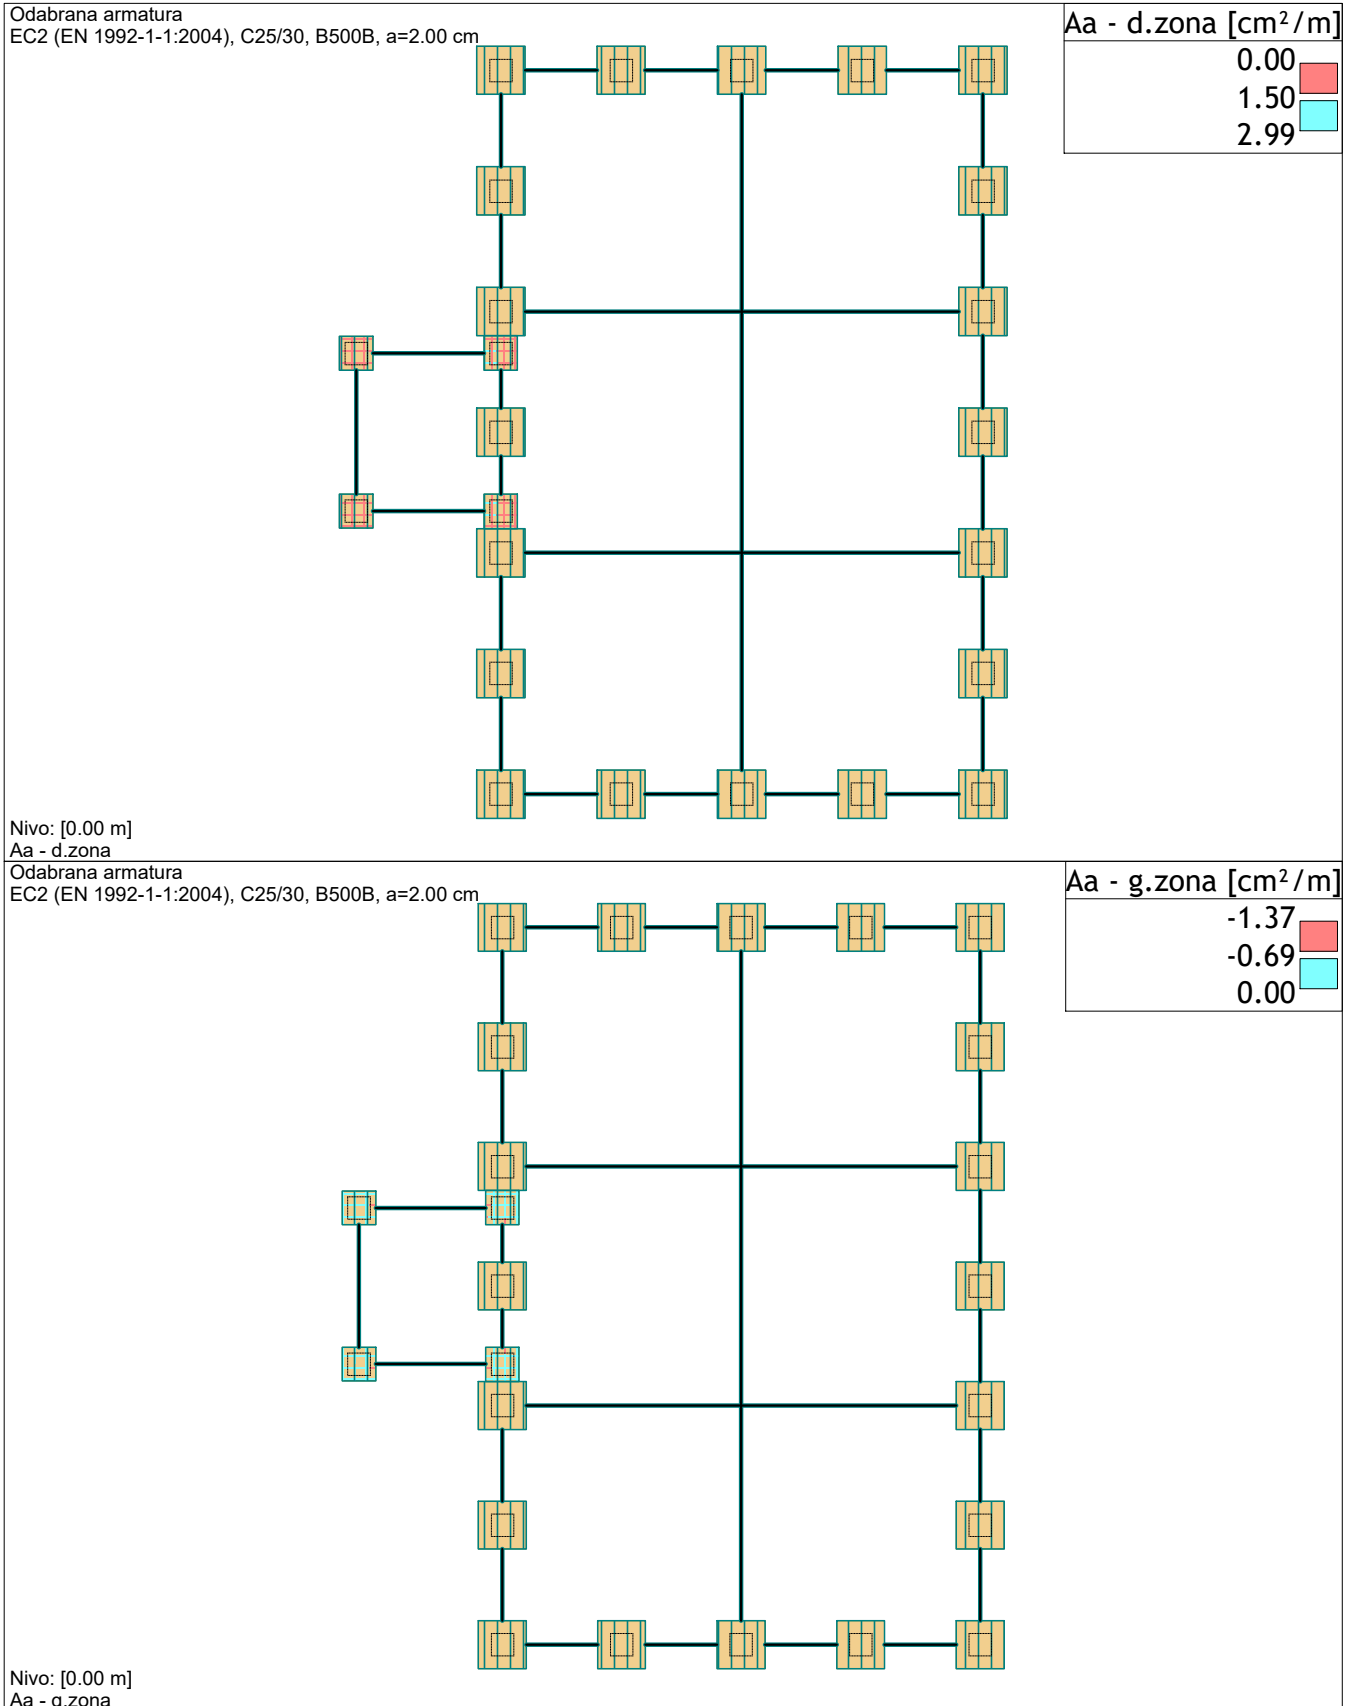 Odabrana armatura
EC2 (EN 1992-1-1:2004), C25/30, B500B, a=2.00 cm
Aa - d.zona [cm²/m]
0.00
1.50
2.99
Nivo: [0.00 m]
Aa - d.zona
Odabrana armatura
EC2 (EN 1992-1-1:2004), C25/30, B500B, a=2.00 cm
Aa - g.zona [cm²/m]
-1.37
-0.69
0.00
Nivo: [0.00 m]
Aa - g.zona